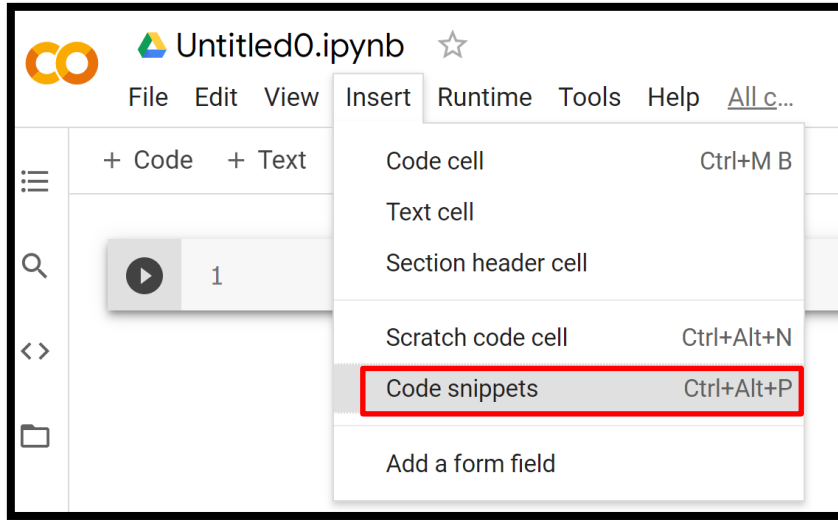 Untitled0.ipynb
File Edit View Insert Runtime Tools Help All c...
+ Code + Text
Code cell Ctrl+M B
Text cell
Section header cell
1
Scratch code cell Ctrl+Alt+N
Code snippets Ctrl+Alt+P
Add a form field